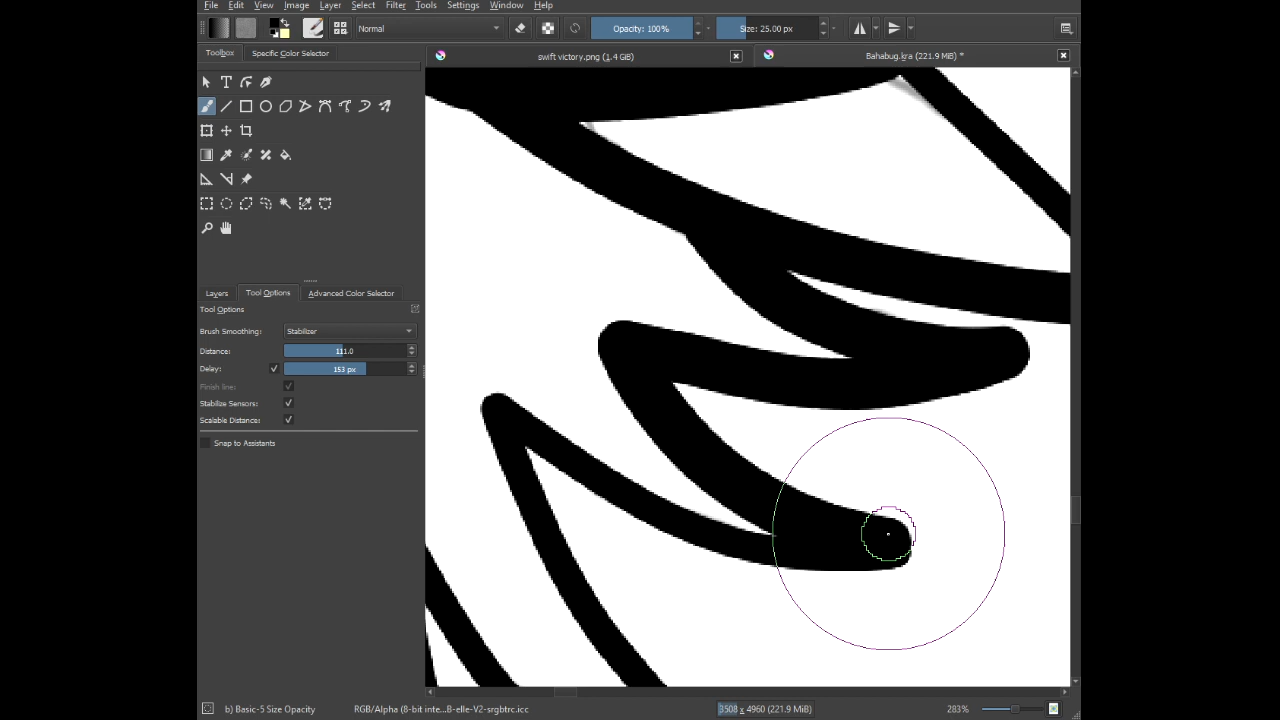 File Edit View Image Layer Select Filter Tools Settings Window Help
Normal Opacity: 100% Size: 25.00 px
Toolbox Specific Color Selector
swift victory.png (1.4 GiB)
Bahabug.kra (221.9 MiB) *
Layers Tool Options Advanced Color Selector
Tool Options
Brush Smoothing: Stabilizer
Distance: 111.0
Delay: 153 px
Finish line:
Stabilize Sensors:
Scalable Distance:
Snap to Assistants
b) Basic-5 Size Opacity RGB/Alpha (8-bit inte...B-elle-V2-srgbtrc.icc 3508 x 4960 (221.9 MiB) 283%